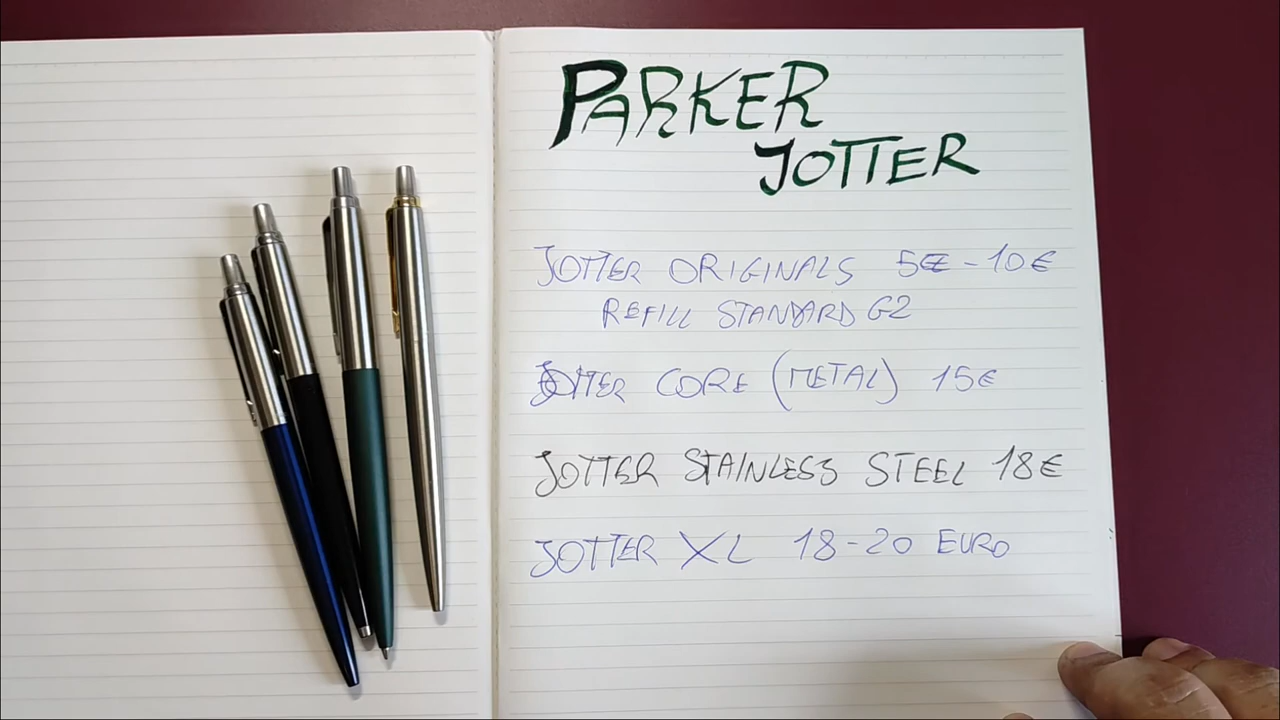 PARKER
JOTTER
JOTTER ORIGINALS 5€ - 10€
REFILL STANDARD G2
JOTTER CORE (METAL) 15€
JOTTER STAINLESS STEEL 18€
JOTTER XL 18-20 EURO